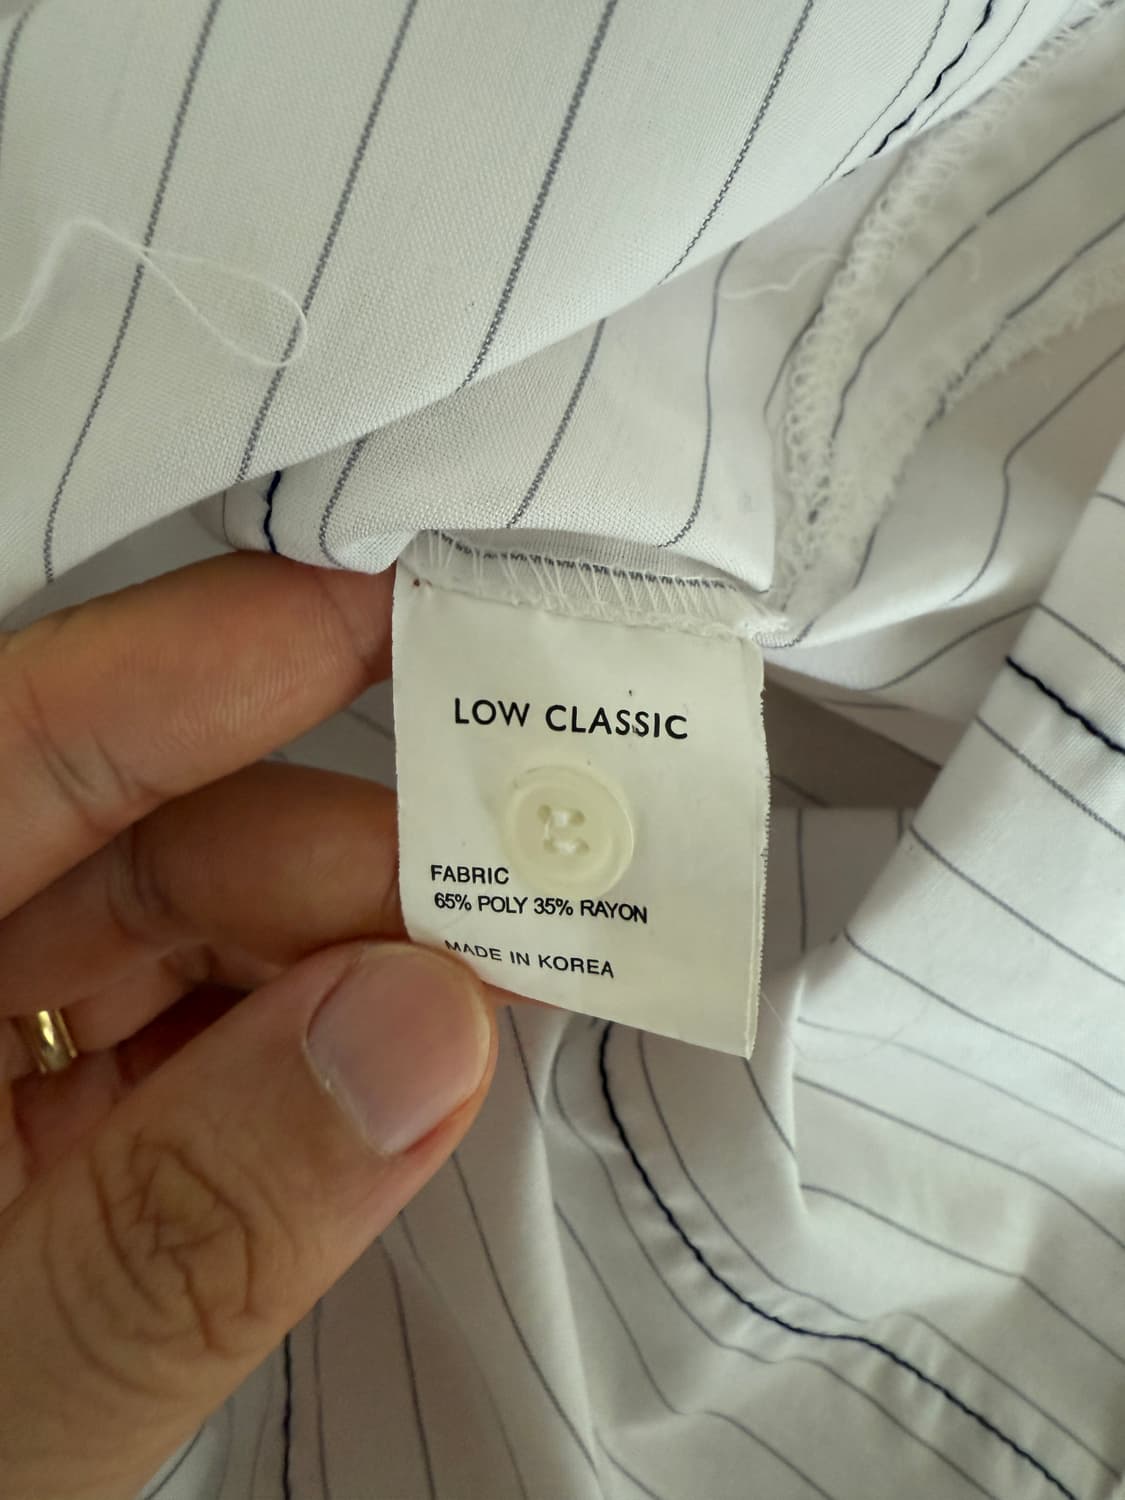 LOW CLASSIC
FABRIC
65% POLY 35% RAYON
MADE IN KOREA